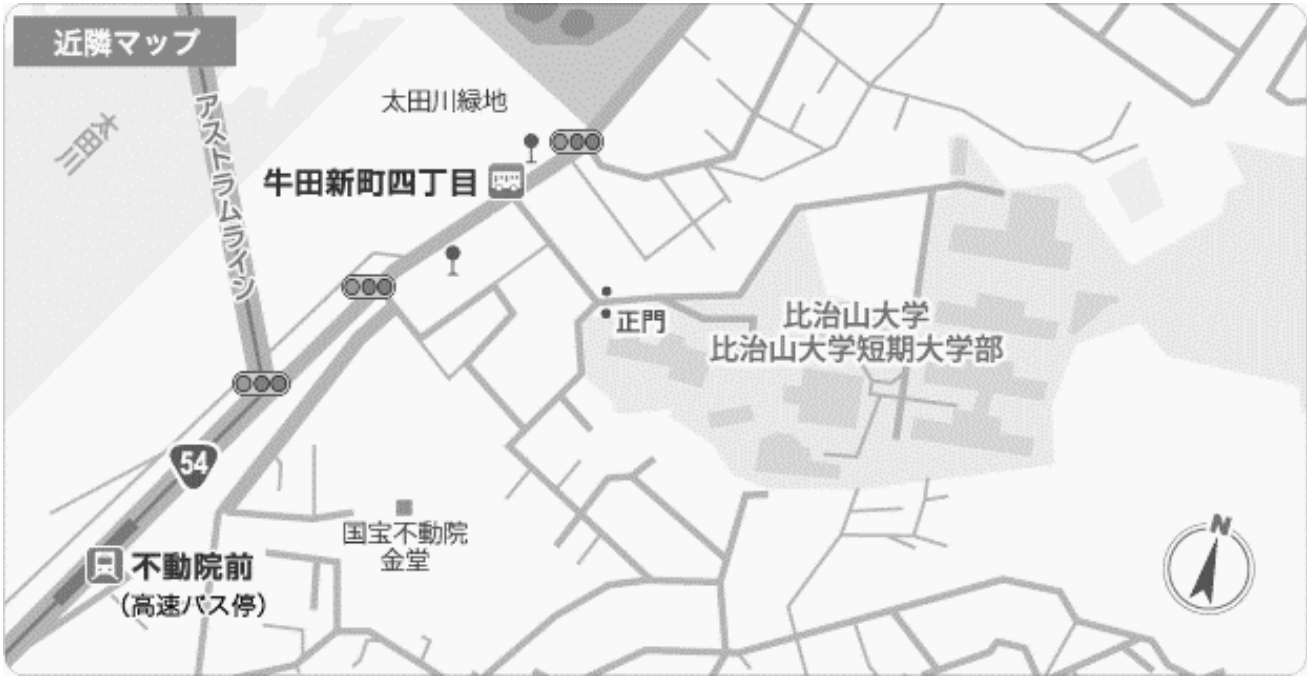 近隣マップ
太田川
アストラムライン
太田川緑地
牛田新町四丁目
正門
比治山大学
比治山大学短期大学部
54
国宝不動院
金堂
不動院前
(高速バス停)
N